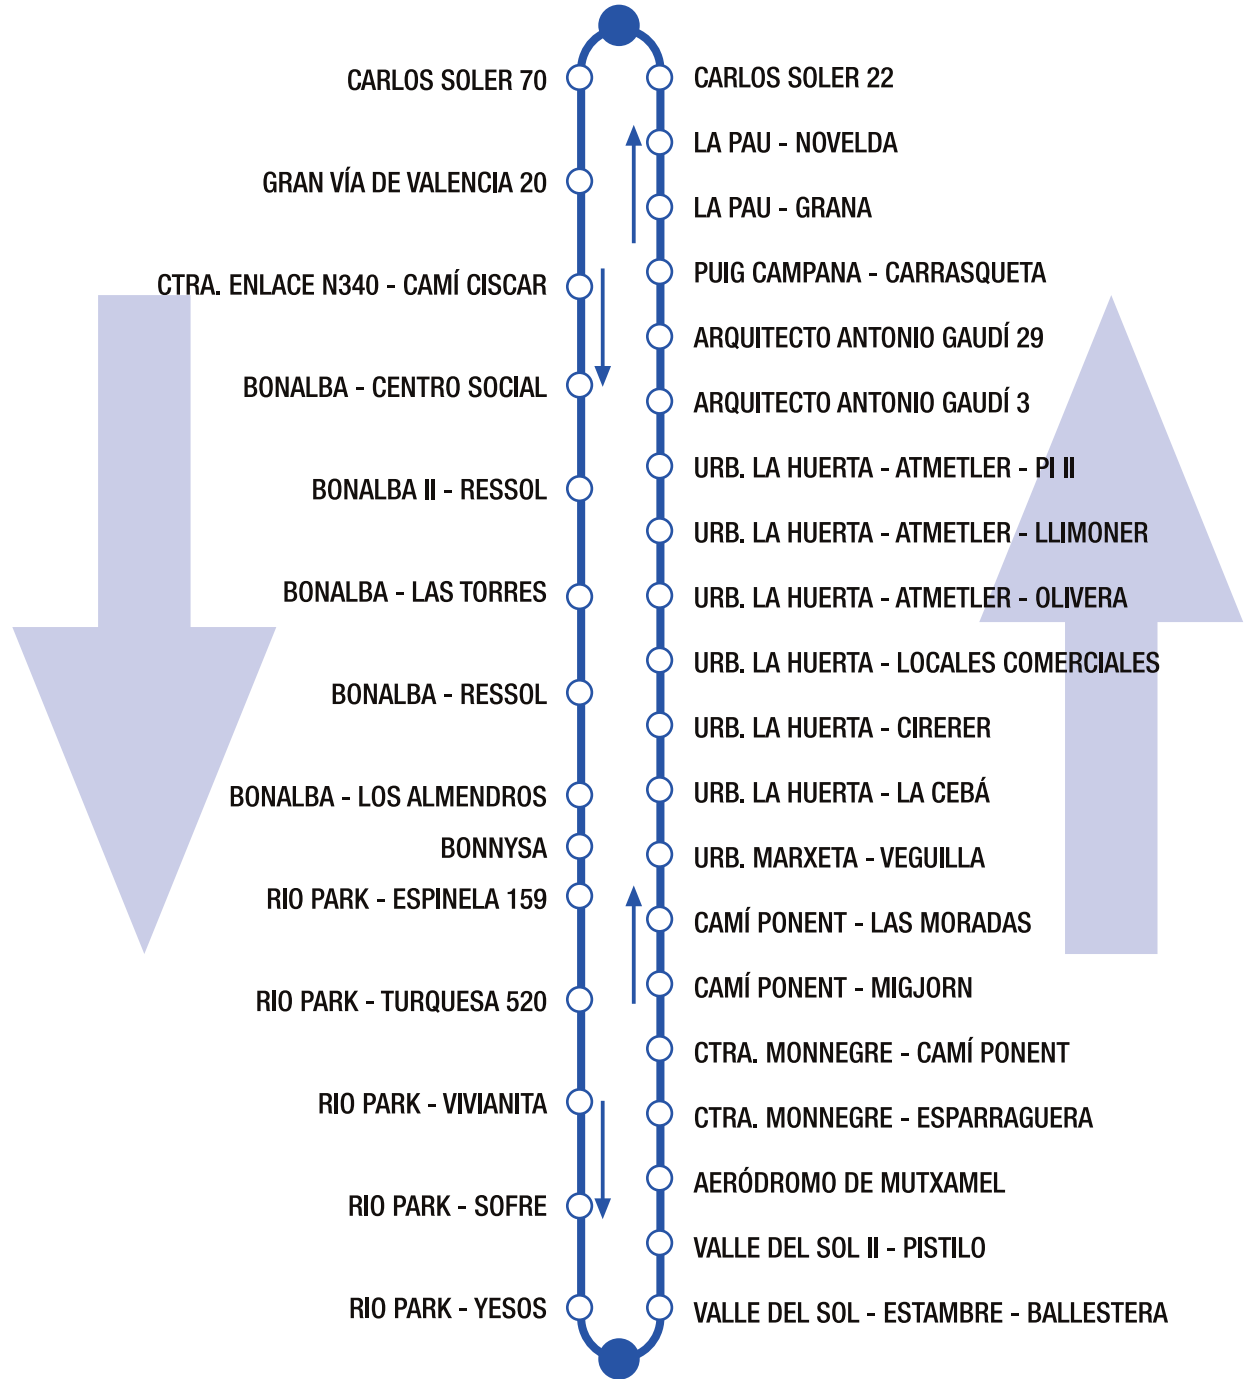 CARLOS SOLER 70
GRAN VÍA DE VALENCIA 20
CTRA. ENLACE N340 - CAMÍ CISCAR
BONALBA - CENTRO SOCIAL
BONALBA II - RESSOL
BONALBA - LAS TORRES
BONALBA - RESSOL
BONALBA - LOS ALMENDROS
BONNYSA
RIO PARK - ESPINELA 159
RIO PARK - TURQUESA 520
RIO PARK - VIVIANITA
RIO PARK - SOFRE
RIO PARK - YESOS
CARLOS SOLER 22
LA PAU - NOVELDA
LA PAU - GRANA
PUIG CAMPANA - CARRASQUETA
ARQUITECTO ANTONIO GAUDÍ 29
ARQUITECTO ANTONIO GAUDÍ 3
URB. LA HUERTA - ATMETLER - PI II
URB. LA HUERTA - ATMETLER - LLIMONER
URB. LA HUERTA - ATMETLER - OLIVERA
URB. LA HUERTA - LOCALES COMERCIALES
URB. LA HUERTA - CIRERER
URB. LA HUERTA - LA CEBÁ
URB. MARXETA - VEGUILLA
CAMÍ PONENT - LAS MORADAS
CAMÍ PONENT - MIGJORN
CTRA. MONNEGRE - CAMÍ PONENT
CTRA. MONNEGRE - ESPARRAGUERA
AERÓDROMO DE MUTXAMEL
VALLE DEL SOL II - PISTILO
VALLE DEL SOL - ESTAMBRE - BALLESTERA